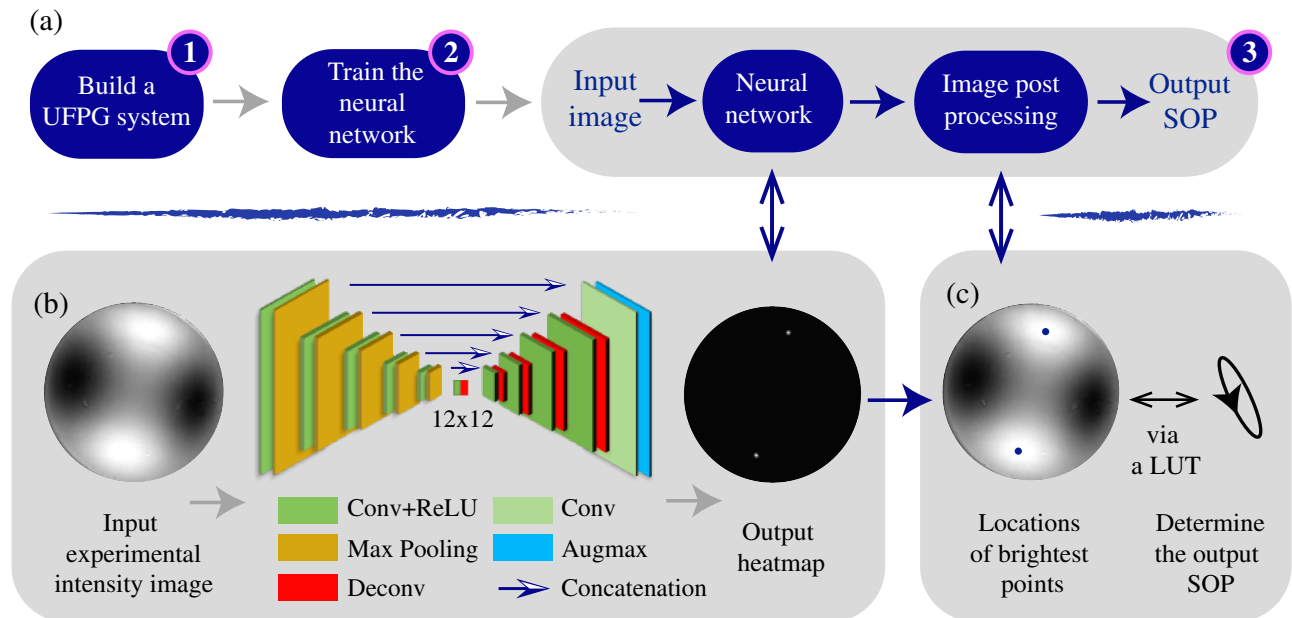 (a)
1
Build a
UFPG system
2
Train the
neural
network
3
Input
image
Neural
network
Image post
processing
Output
SOP
(b)
12x12
Input
experimental
intensity image
Conv+ReLU
Max Pooling
Deconv
Conv
Augmax
Concatenation
Output
heatmap
(c)
via
a LUT
Locations
of brightest
points
Determine
the output
SOP